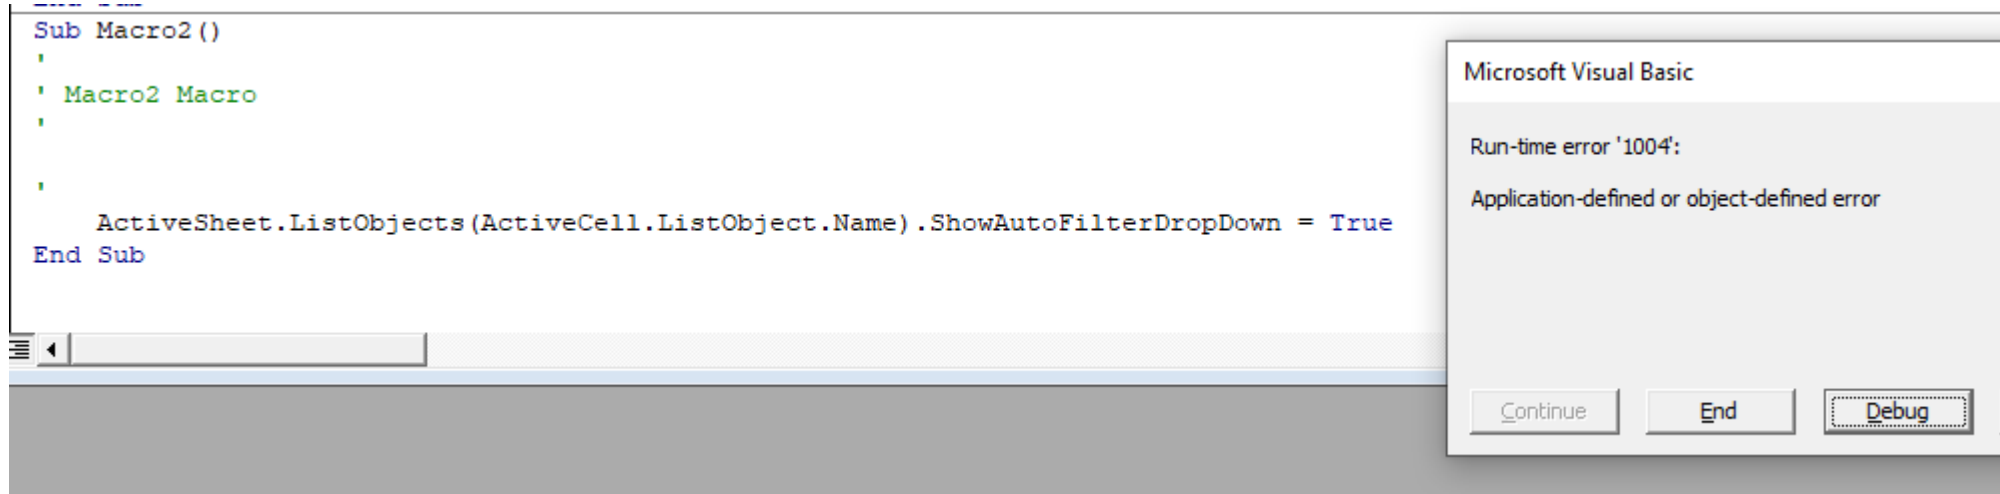 Sub Macro2()
'
' Macro2 Macro
'
'
ActiveSheet.ListObjects(ActiveCell.ListObject.Name).ShowAutoFilterDropDown = True
End Sub
Microsoft Visual Basic
Run-time error '1004':
Application-defined or object-defined error
Continue
End
Debug